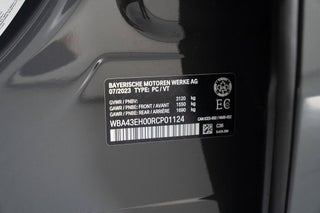 BAYERISCHE MOTOREN WERKE AG
07/2023 TYPE: PC / VT
GVWR / PNBV: 3120 kg
GAWR / PNBE: FRONT / AVANT 1550 kg
GAWR / PNBE: REAR / ARRIÈRE 1690 kg
WBA43EH00RCP01124
EC
C35